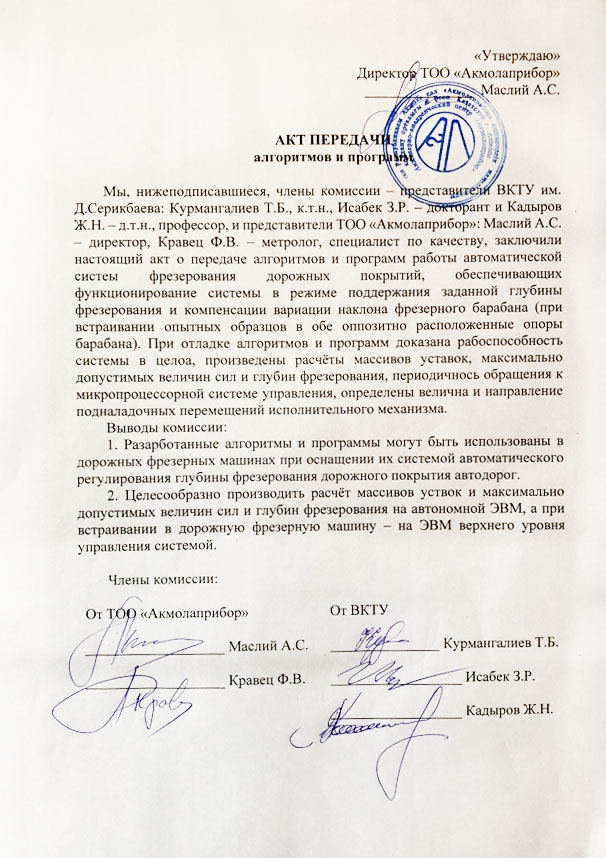 «Утверждаю»
Директор ТОО «Акмолаприбор»
Маслий А.С.
АКТ ПЕРЕДАЧИ
алгоритмов и программ
Мы, нижеподписавшиеся, члены комиссии – представители ВКТУ им.
Д.Серикбаева: Курмангалиев Т.Б., к.т.н., Исабек З.Р. – докторант и Кадыров
Ж.Н. – д.т.н., профессор, и представители ТОО «Акмолаприбор»: Маслий А.С.
– директор, Кравец Ф.В. – метролог, специалист по качеству, заключили
настоящий акт о передаче алгоритмов и программ работы автоматической
систеы фрезерования дорожных покрытий, обеспечивающих
функционирование системы в режиме поддержания заданной глубины
фрезерования и компенсации вариации наклона фрезерного барабана (при
встраивании опытных образцов в обе оппозитно расположенные опоры
барабана). При отладке алгоритмов и программ доказана рабоспособность
системы в целоа, произведены расчёты массивов уставок, максимально
допустимых величин сил и глубин фрезерования, периодичнось обращения к
микропроцессорной системе управления, определены велична и направление
подналадочных перемещений исполнительного механизма.
Выводы комиссии:
1. Разарботанные алгоритмы и программы могут быть использованы в
дорожных фрезерных машинах при оснащении их системой автоматического
регулирования глубины фрезерования дорожного покрытия автодорог.
2. Целесообразно производить расчёт массивов уствок и максимально
допустимых величин сил и глубин фрезерования на автономной ЭВМ, а при
встраивании в дорожную фрезерную машину – на ЭВМ верхнего уровня
управления системой.
Члены комиссии:
От ТОО «Акмолаприбор»
От ВКТУ
Маслий А.С.
Курмангалиев Т.Б.
Кравец Ф.В.
Исабек З.Р.
Кадыров Ж.Н.